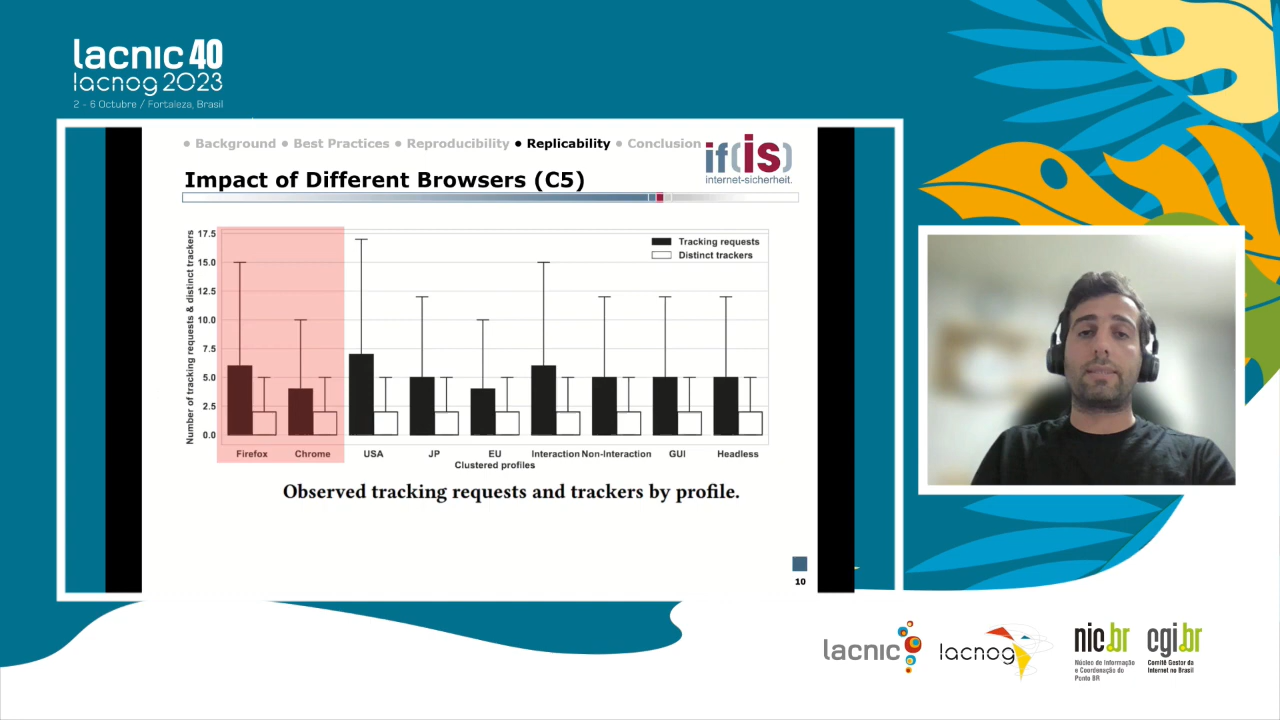 lacnic 40
lacnog 2023
2 - 6 Octubre / Fortaleza, Brasil
● Background ● Best Practices ● Reproducibility ● Replicability ● Conclusion
if(is)
internet-sicherheit.
Impact of Different Browsers (C5)
Number of tracking requests & distinct trackers
17.5
15.0
12.5
10.0
7.5
5.0
2.5
0.0
Tracking requests
Distinct trackers
Firefox Chrome USA JP EU Interaction Non-Interaction GUI Headless
Clustered profiles
Observed tracking requests and trackers by profile.
10
lacnic lacnog nic.br cgi.br
Núcleo de Informação
e Coordenação do
Ponto BR
Comitê Gestor da
Internet no Brasil